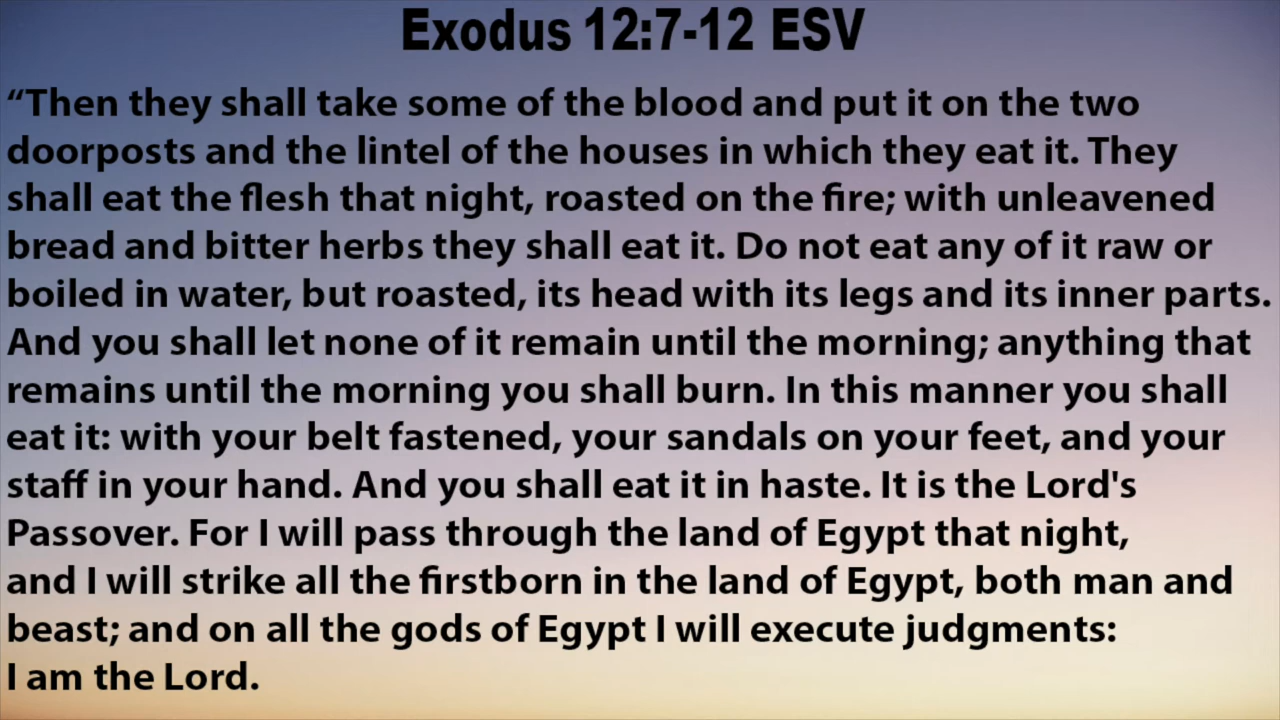 Exodus 12:7-12 ESV
“Then they shall take some of the blood and put it on the two
doorposts and the lintel of the houses in which they eat it. They
shall eat the flesh that night, roasted on the fire; with unleavened
bread and bitter herbs they shall eat it. Do not eat any of it raw or
boiled in water, but roasted, its head with its legs and its inner parts.
And you shall let none of it remain until the morning; anything that
remains until the morning you shall burn. In this manner you shall
eat it: with your belt fastened, your sandals on your feet, and your
staff in your hand. And you shall eat it in haste. It is the Lord's
Passover. For I will pass through the land of Egypt that night,
and I will strike all the firstborn in the land of Egypt, both man and
beast; and on all the gods of Egypt I will execute judgments:
I am the Lord.